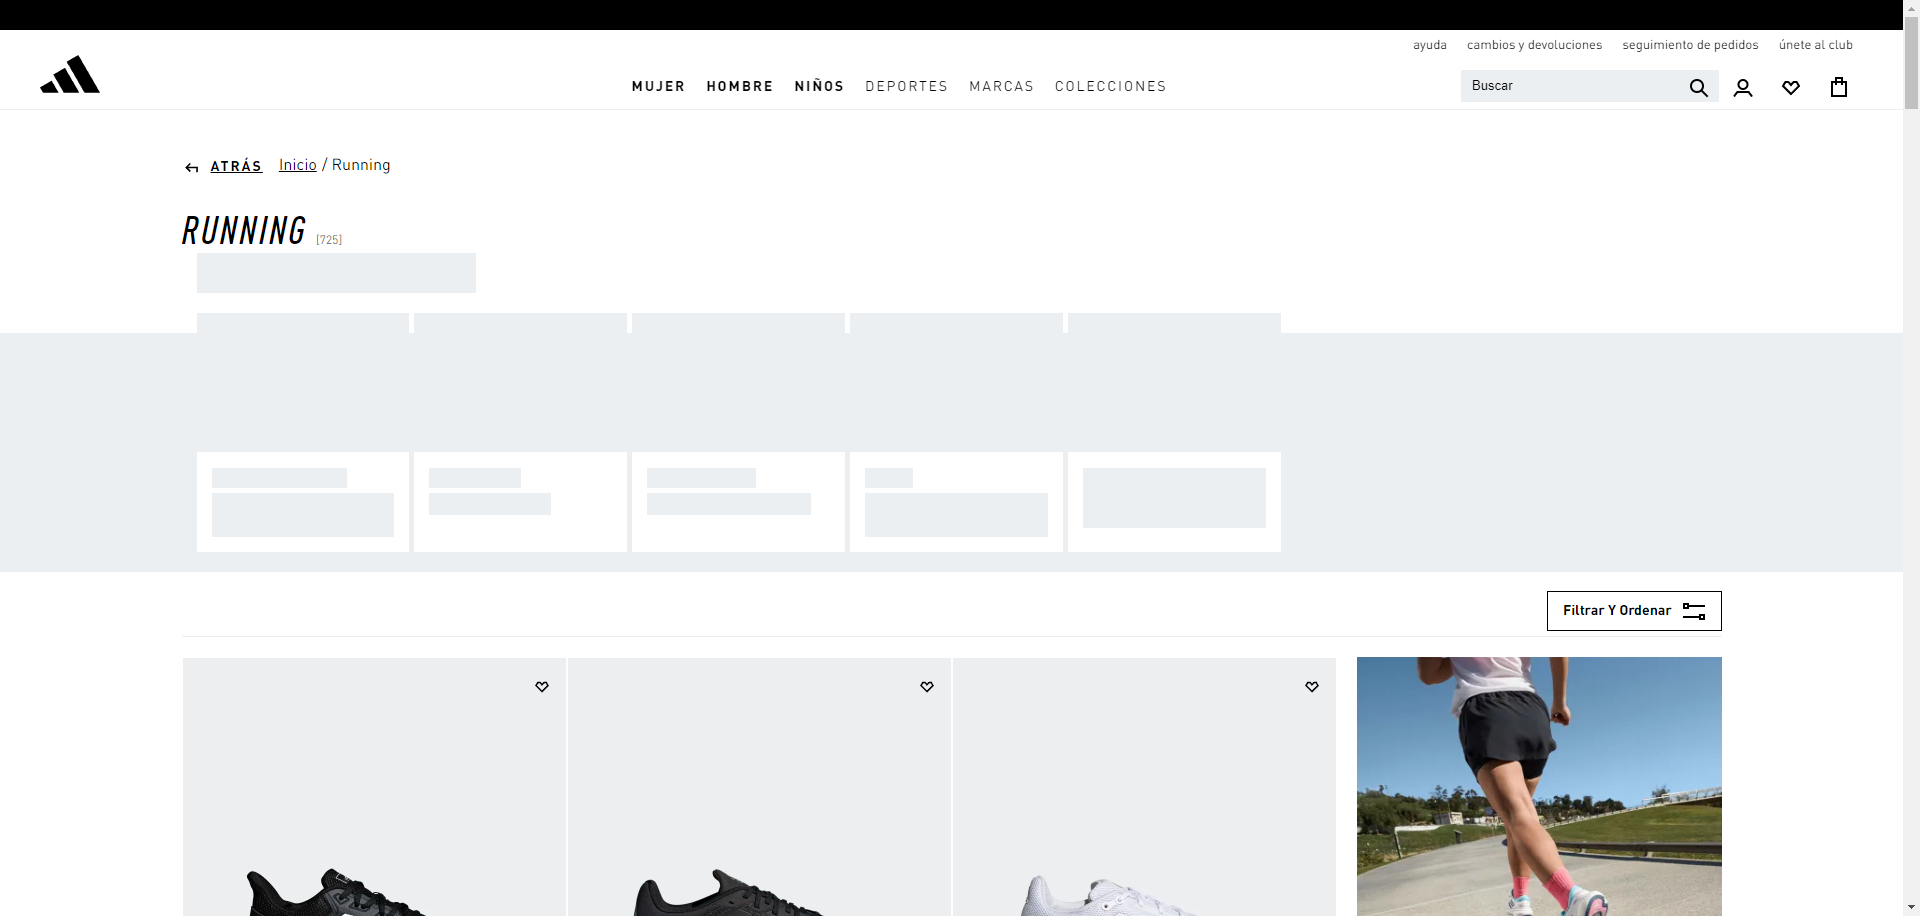 ayuda cambios y devoluciones seguimiento de pedidos únete al club
MUJER HOMBRE NIÑOS DEPORTES MARCAS COLECCIONES
Buscar
ATRÁS Inicio / Running
RUNNING [725]
Filtrar Y Ordenar